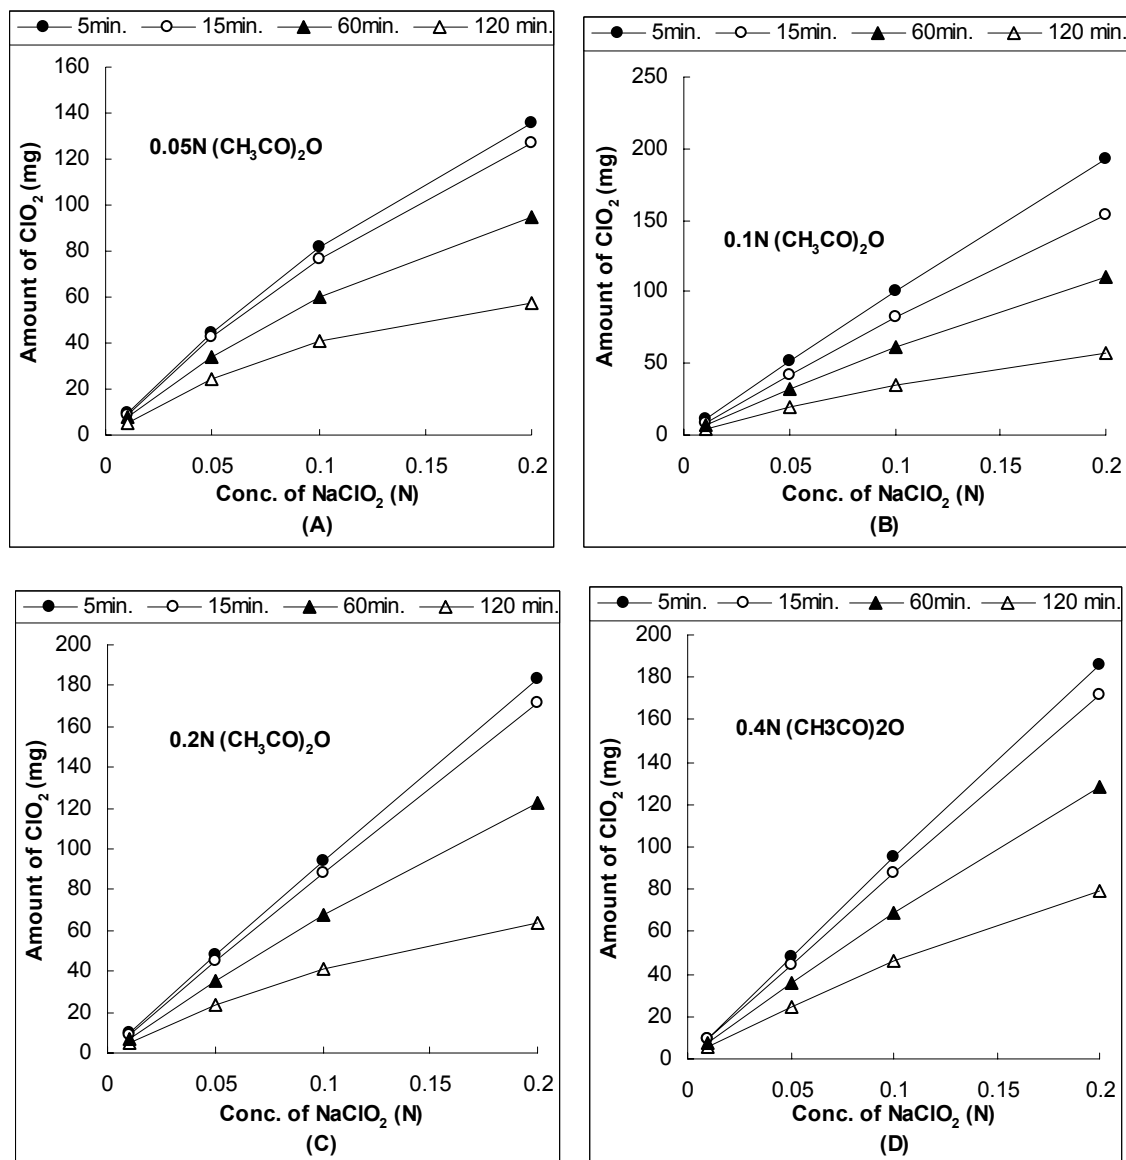 5min. 15min. 60min. 120 min.
160
140
120
100
80
60
40
20
0
Amount of ClO₂ (mg)
0.05N (CH₃CO)₂O
0 0.05 0.1 0.15 0.2
Conc. of NaClO₂ (N)
(A)
5min. 15min. 60min. 120 min.
250
200
150
100
50
0
Amount of ClO₂ (mg)
0.1N (CH₃CO)₂O
0 0.05 0.1 0.15 0.2
Conc. of NaClO₂ (N)
(B)
5min. 15min. 60min. 120 min.
200
180
160
140
120
100
80
60
40
20
0
Amount of ClO₂ (mg)
0.2N (CH₃CO)₂O
0 0.05 0.1 0.15 0.2
Conc. of NaClO₂ (N)
(C)
5min. 15min. 60min. 120 min.
200
180
160
140
120
100
80
60
40
20
0
Amount of ClO₂ (mg)
0.4N (CH3CO)2O
0 0.05 0.1 0.15 0.2
Conc. of NaClO₂ (N)
(D)